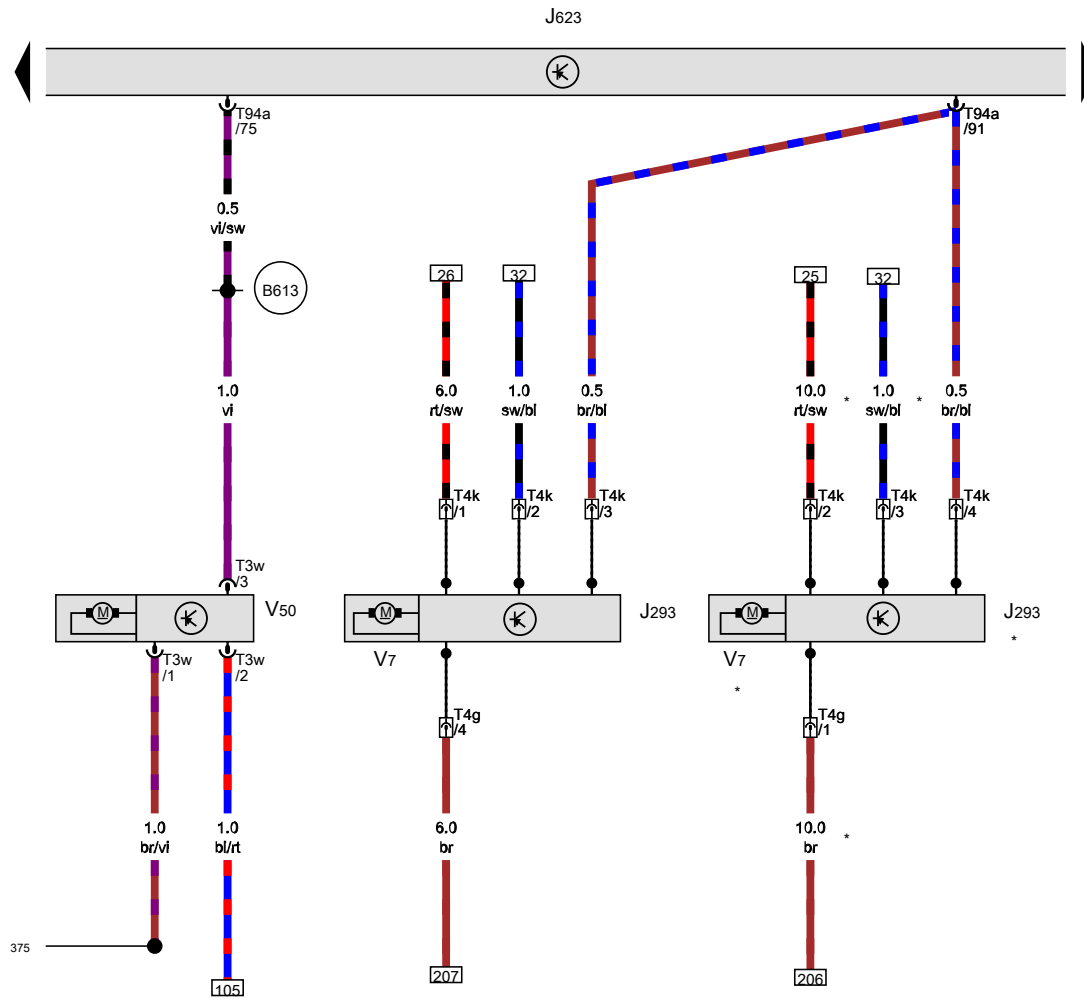 J623
T94a
/75
T94a
/91
0.5
vi/sw
B613
26
32
25
32
1.0
vi
6.0
rt/sw
1.0
sw/bl
0.5
br/bl
10.0
rt/sw
*
1.0
sw/bl
*
0.5
br/bl
T4k
/1
T4k
/2
T4k
/3
T4k
/2
T4k
/3
T4k
/4
T3w
/3
M
V50
M
J293
M
J293
*
T3w
/1
T3w
/2
V7
V7
*
T4g
/4
T4g
/1
1.0
br/vi
1.0
bl/rt
6.0
br
10.0
br
*
375
105
207
206